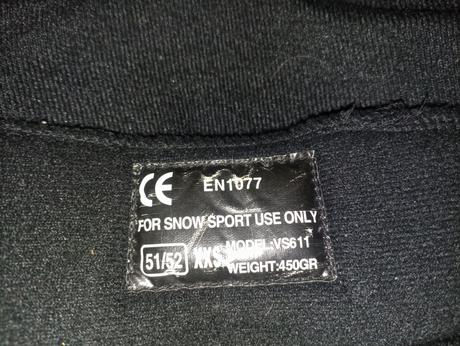 CE EN1077
FOR SNOW SPORT USE ONLY
51/52 XXS MODEL:VS611
WEIGHT:450GR